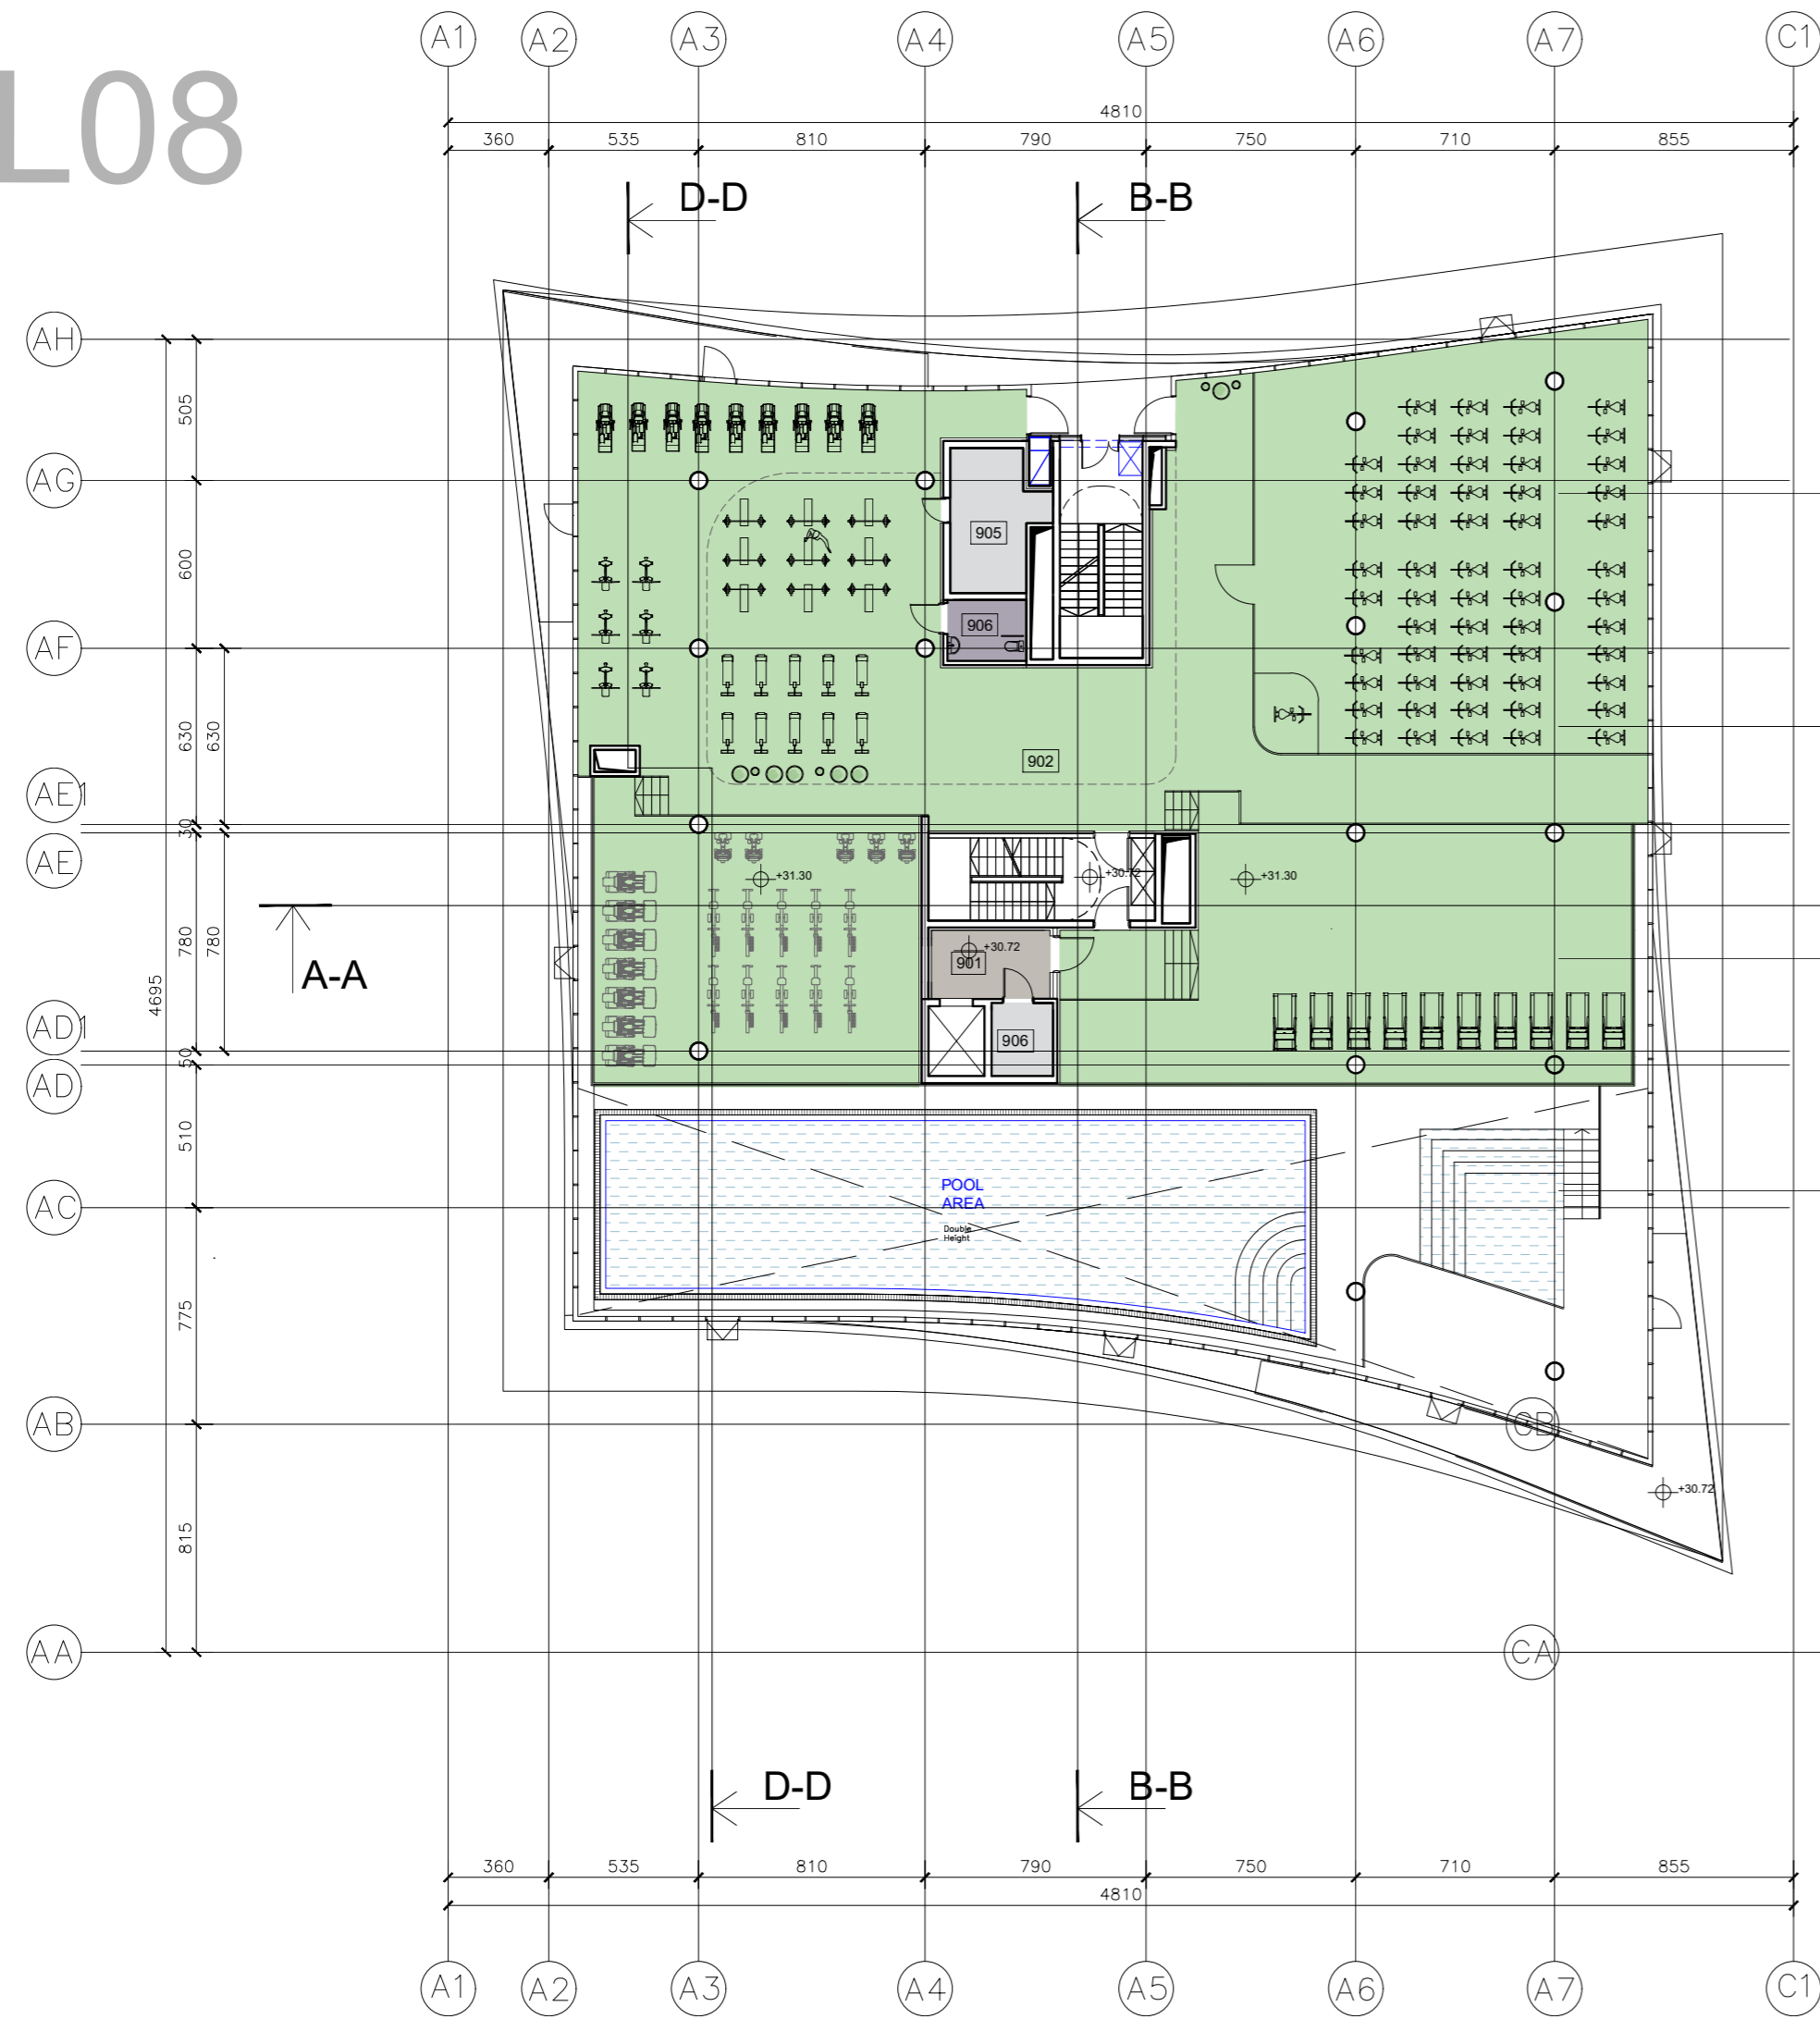 A1 A2 A3 A4 A5 A6 A7 C1
L08
4810
360 535 810 790 750 710 855
D-D B-B
AH
505
AG
905
600
906
AF
630 630
902
AE1
30
AE
+31.30 +30.72 +31.30
780 780
A-A
+30.72
901
4695
AD1
906
50
AD
510
POOL
AREA
AC
Double
Height
775
AB CB
+30.72
815
AA CA
D-D B-B
360 535 810 790 750 710 855
4810
A1 A2 A3 A4 A5 A6 A7 C1